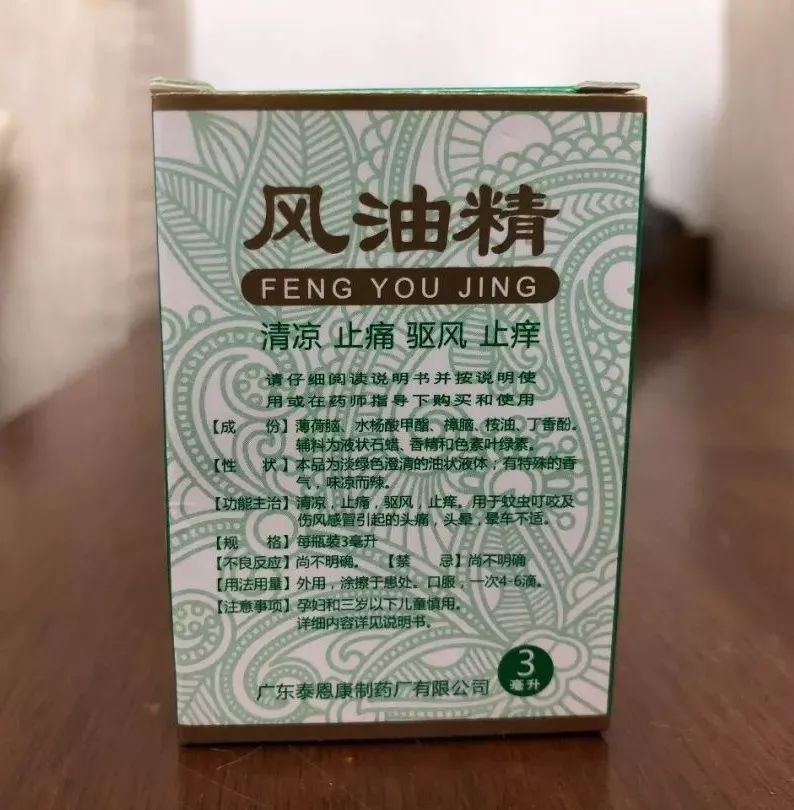 风油精
FENG YOU JING
清凉 止痛 驱风 止痒
请仔细阅读说明书并按说明使
用或在药师指导下购买和使用
【成 份】薄荷脑、水杨酸甲酯、樟脑、桉油、丁香酚。
辅料为液状石蜡、香精和色素叶绿素。
【性 状】本品为淡绿色澄清的油状液体；有特殊的香
气，味凉而辣。
【功能主治】清凉，止痛，驱风，止痒。用于蚊虫叮咬及
伤风感冒引起的头痛，头晕，晕车不适。
【规 格】每瓶装3毫升
【不良反应】尚不明确。【禁 忌】尚不明确
【用法用量】外用，涂擦于患处。口服，一次4-6滴。
【注意事项】孕妇和三岁以下儿童慎用。
详细内容详见说明书。
广东泰恩康制药厂有限公司
3
毫升